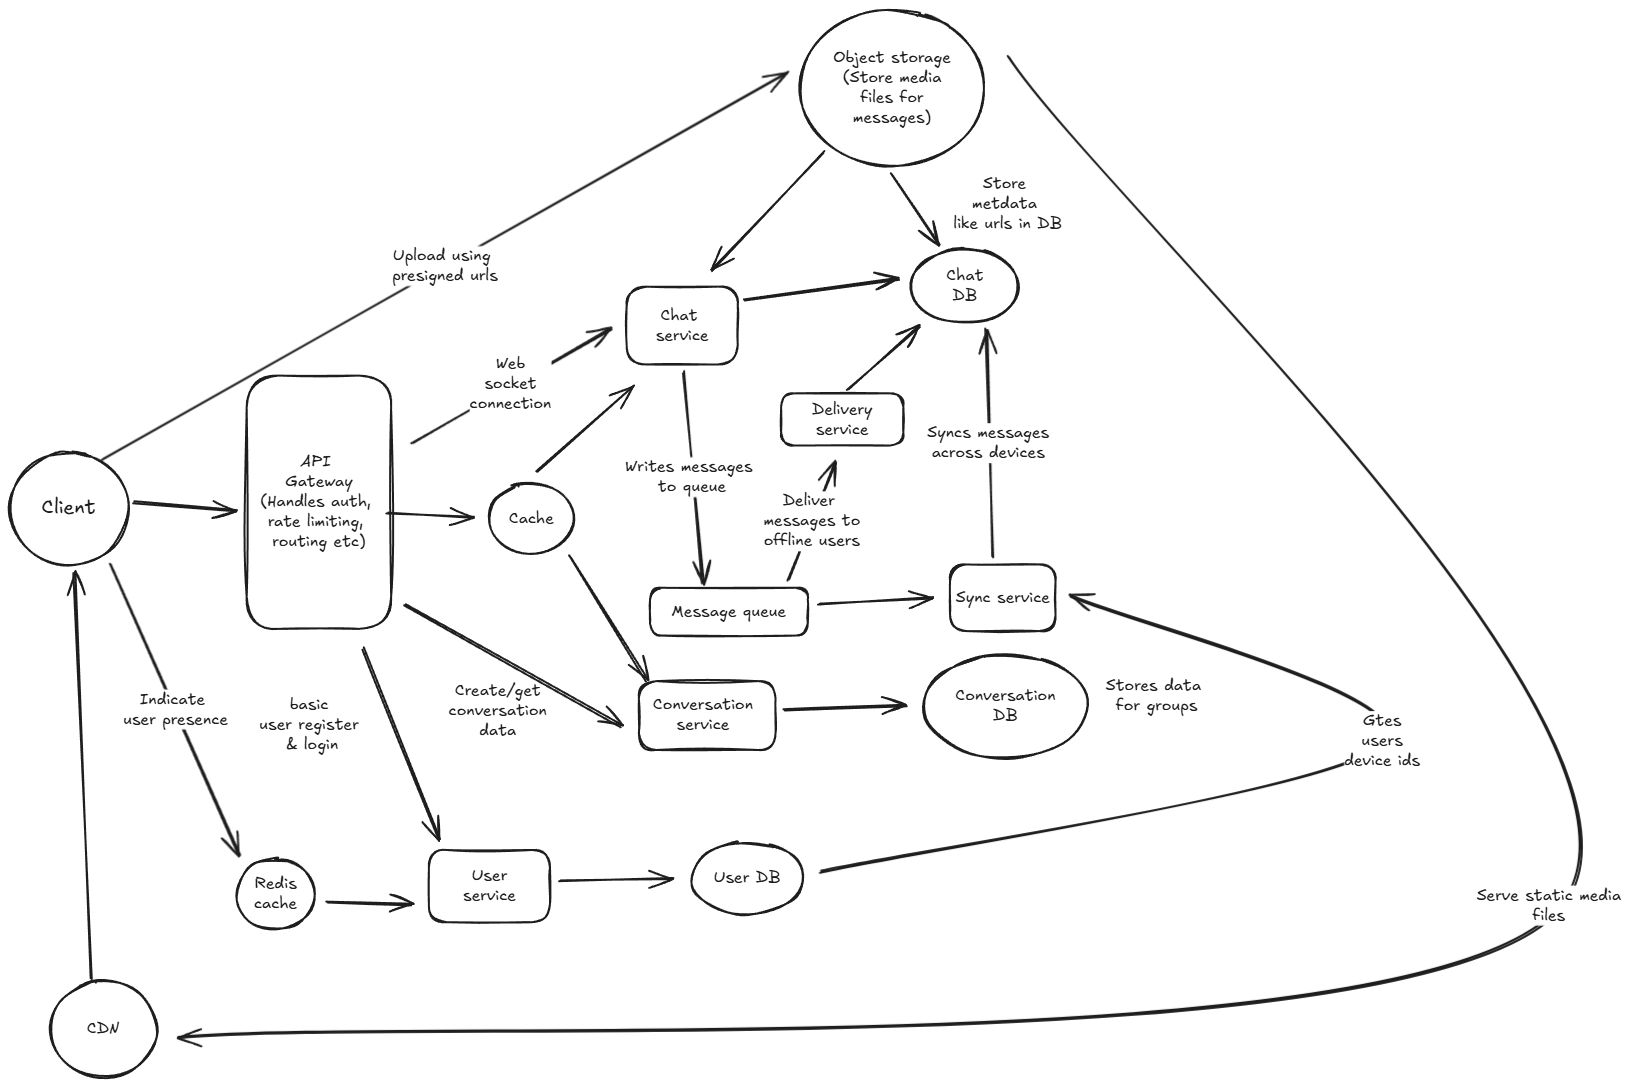 Object storage
(Store media
files for
messages)
Store
metdata
like urls in DB
Upload using
presigned urls
Chat
DB
Chat
service
Web
socket
connection
Delivery
service
Syncs messages
across devices
API
Gateway
(Handles auth,
rate limiting,
routing etc)
Client
Cache
Writes messages
to queue
Deliver
messages to
offline users
Message queue
Sync service
Indicate
user presence
basic
user register
& login
Create/get
conversation
data
Conversation
service
Conversation
DB
Stores data
for groups
Gtes
users
device ids
Redis
cache
User
service
User DB
Serve static media
files
CDN